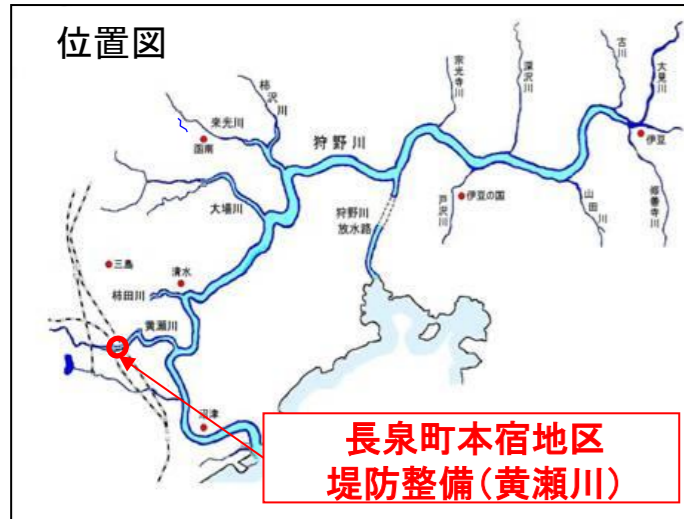 位置図
古川
大見川
深沢川
宗光寺川
柿沢川
来光川
函南
狩野川
伊豆
修善寺川
伊豆の国
戸沢川
山田川
狩野川
放水路
大場川
三島
清水
柿田川
黄瀬川
沼津
長泉町本宿地区
堤防整備(黄瀬川)